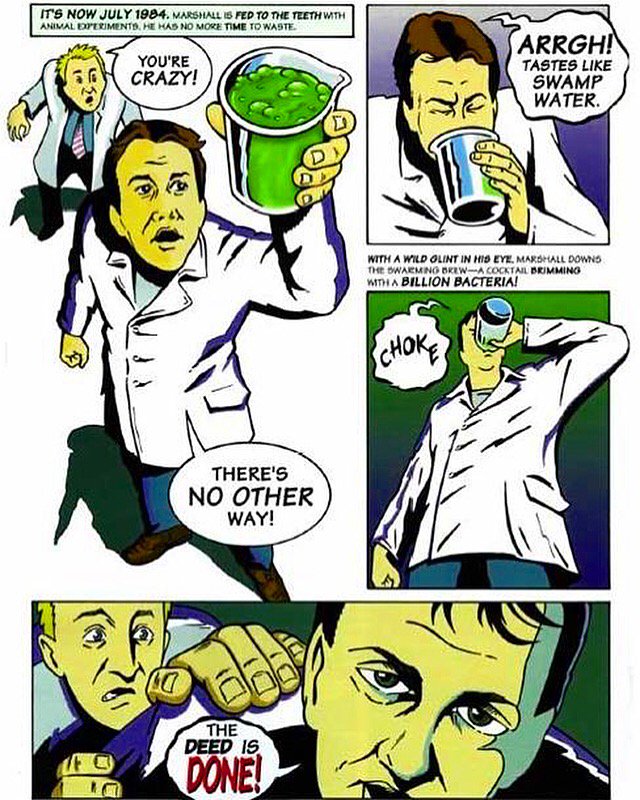 IT'S NOW JULY 1984. MARSHALL IS FED TO THE TEETH WITH
ANIMAL EXPERIMENTS. HE HAS NO MORE TIME TO WASTE.
YOU'RE
CRAZY!
THERE'S
NO OTHER
WAY!
ARRGH!
TASTES LIKE
SWAMP
WATER.
WITH A WILD GLINT IN HIS EYE, MARSHALL DOWNS
THE SWARMING BREW—A COCKTAIL BRIMMING
WITH A BILLION BACTERIA!
CHOKE
THE
DEED IS
DONE!